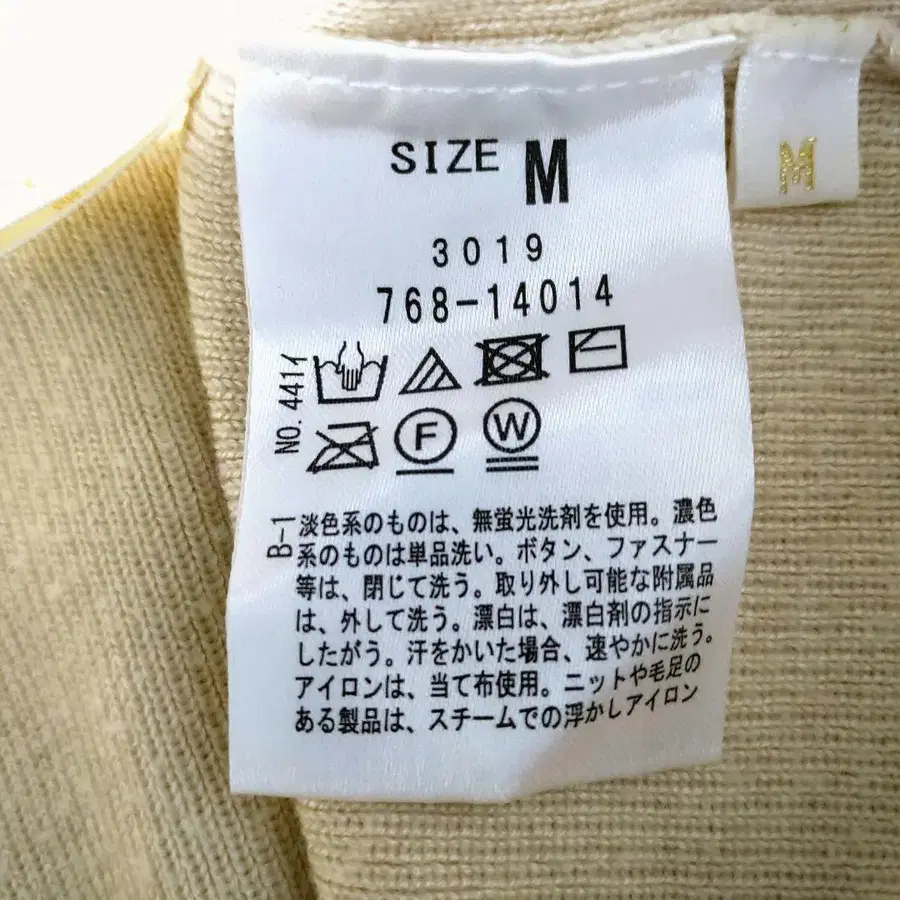 SIZE M
M
3019
768-14014
NO. 441イ
F W
B-1
淡色系のものは、無蛍光洗剤を使用。濃色
系のものは単品洗い。ボタン、ファスナー
等は、閉じて洗う。取り外し可能な附属品
は、外して洗う。漂白は、漂白剤の指示に
したがう。汗をかいた場合、速やかに洗う。
アイロンは、当て布使用。ニットや毛足の
ある製品は、スチームでの浮かしアイロン